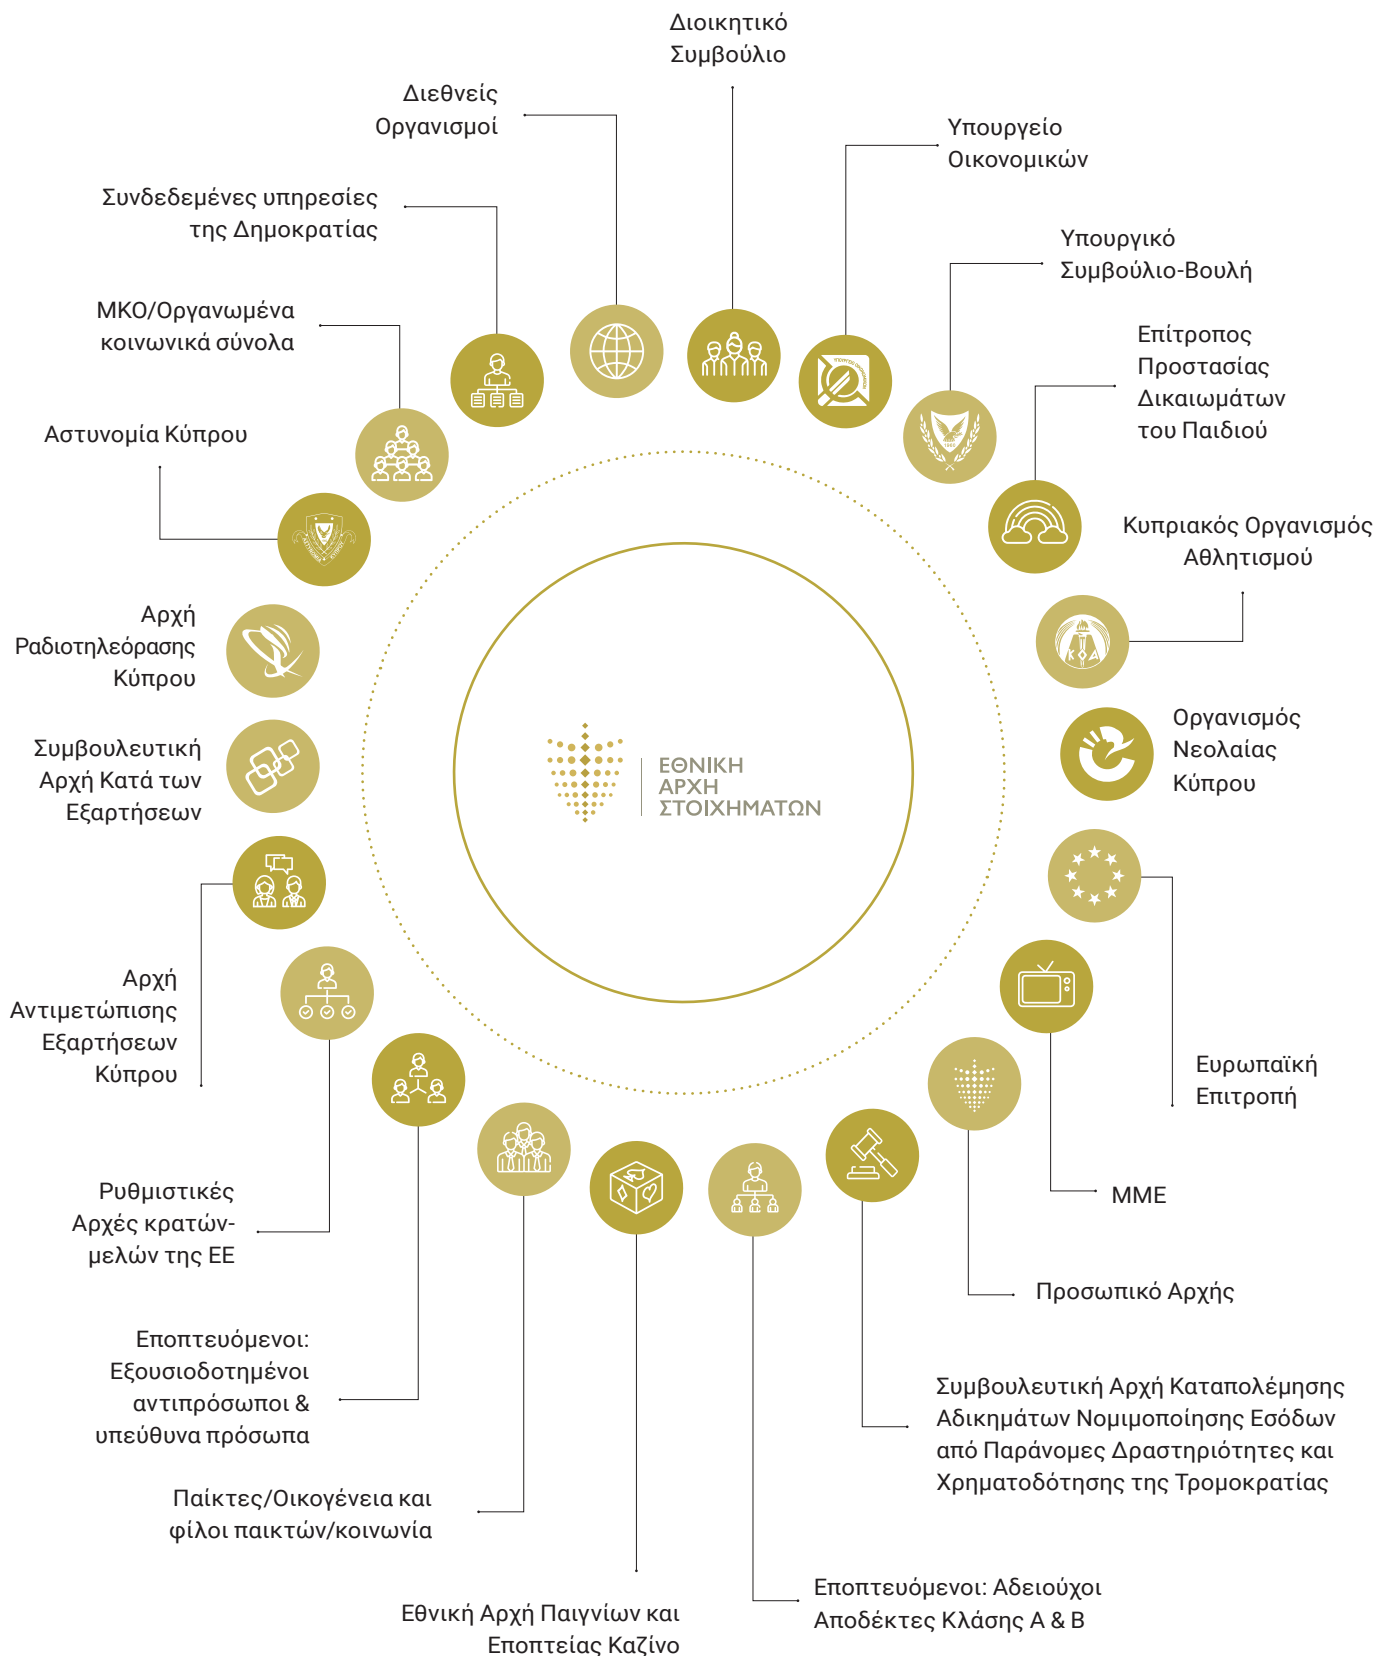 Διοικητικό
Συμβούλιο
Διεθνείς
Οργανισμοί
Υπουργείο
Οικονομικών
Συνδεδεμένες υπηρεσίες
της Δημοκρατίας
Υπουργικό
Συμβούλιο-Βουλή
ΜΚΟ/Οργανωμένα
κοινωνικά σύνολα
Επίτροπος
Προστασίας
Δικαιωμάτων
του Παιδιού
Αστυνομία Κύπρου
Κυπριακός Οργανισμός
Αθλητισμού
Αρχή
Ραδιοτηλεόρασης
Κύπρου
ΚΟΑ
Οργανισμός
Νεολαίας
Κύπρου
Συμβουλευτική
Αρχή Κατά των
Εξαρτήσεων
ΕΘΝΙΚΗ
ΑΡΧΗ
ΣΤΟΙΧΗΜΑΤΩΝ
Αρχή
Αντιμετώπισης
Εξαρτήσεων
Κύπρου
Ευρωπαϊκή
Επιτροπή
Ρυθμιστικές
Αρχές κρατών-
μελών της ΕΕ
ΜΜΕ
Προσωπικό Αρχής
Εποπτευόμενοι:
Εξουσιοδοτημένοι
αντιπρόσωποι &
υπεύθυνα πρόσωπα
Συμβουλευτική Αρχή Καταπολέμησης
Αδικημάτων Νομιμοποίησης Εσόδων
από Παράνομες Δραστηριότητες και
Χρηματοδότησης της Τρομοκρατίας
Παίκτες/Οικογένεια και
φίλοι παικτών/κοινωνία
Εποπτευόμενοι: Αδειούχοι
Αποδέκτες Κλάσης Α & Β
Εθνική Αρχή Παιγνίων και
Εποπτείας Καζίνο